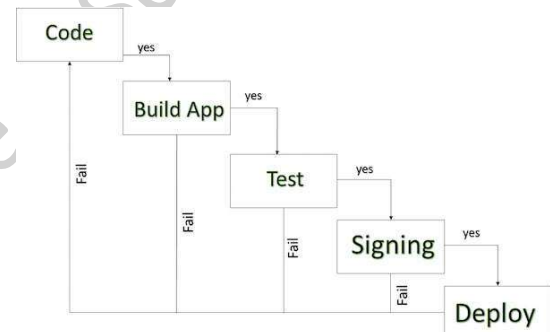 Code
yes
Build App
yes
Test
yes
Signing
yes
Deploy
Fail
Fail
Fail
Fail